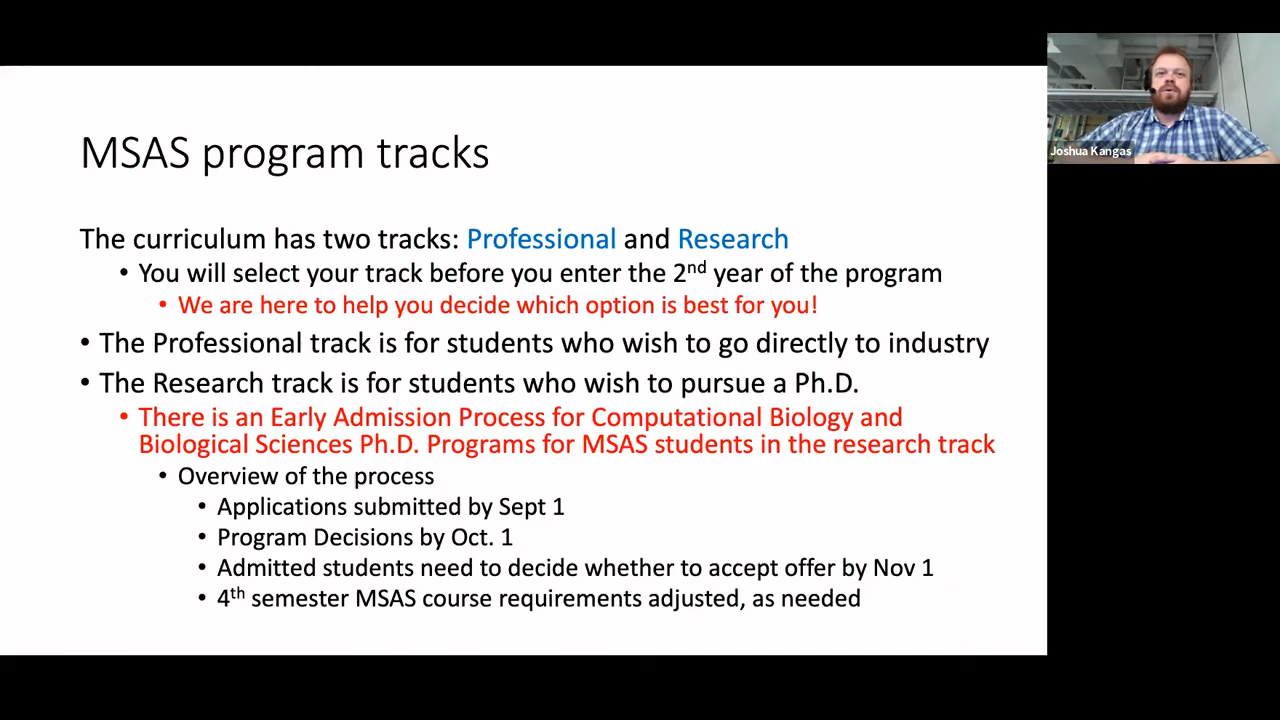 MSAS program tracks
The curriculum has two tracks: Professional and Research
• You will select your track before you enter the 2nd year of the program
• We are here to help you decide which option is best for you!
• The Professional track is for students who wish to go directly to industry
• The Research track is for students who wish to pursue a Ph.D.
• There is an Early Admission Process for Computational Biology and
Biological Sciences Ph.D. Programs for MSAS students in the research track
• Overview of the process
• Applications submitted by Sept 1
• Program Decisions by Oct. 1
• Admitted students need to decide whether to accept offer by Nov 1
• 4th semester MSAS course requirements adjusted, as needed
Joshua Kangas